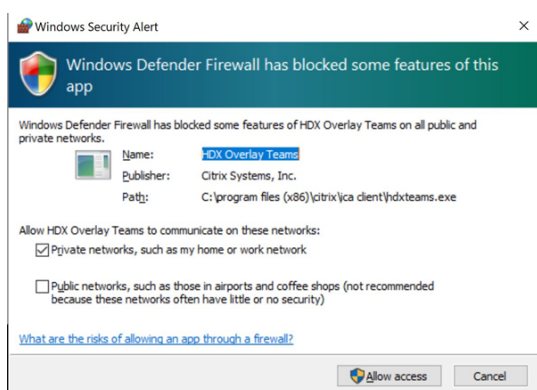 Windows Security Alert
Windows Defender Firewall has blocked some features of this
app
Windows Defender Firewall has blocked some features of HDX Overlay Teams on all public and
private networks.
Name: HDX Overlay Teams
Publisher: Citrix Systems, Inc.
Path: C:\program files (x86)\citrix\ica client\hdxteams.exe
Allow HDX Overlay Teams to communicate on these networks:
Private networks, such as my home or work network
Public networks, such as those in airports and coffee shops (not recommended
because these networks often have little or no security)
What are the risks of allowing an app through a firewall?
Allow access Cancel